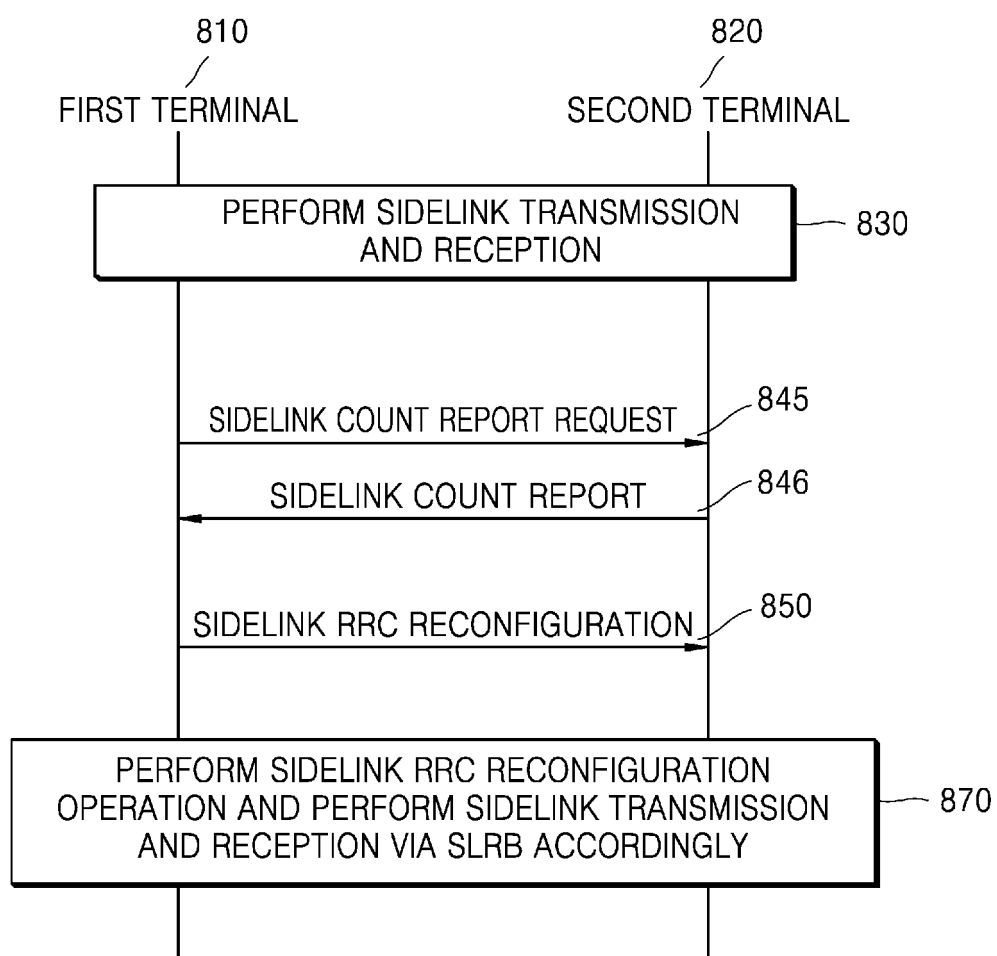 810
820
FIRST TERMINAL
SECOND TERMINAL
PERFORM SIDELINK TRANSMISSION
AND RECEPTION
830
SIDELINK COUNT REPORT REQUEST
845
SIDELINK COUNT REPORT
846
SIDELINK RRC RECONFIGURATION
850
PERFORM SIDELINK RRC RECONFIGURATION
OPERATION AND PERFORM SIDELINK TRANSMISSION
AND RECEPTION VIA SLRB ACCORDINGLY
870